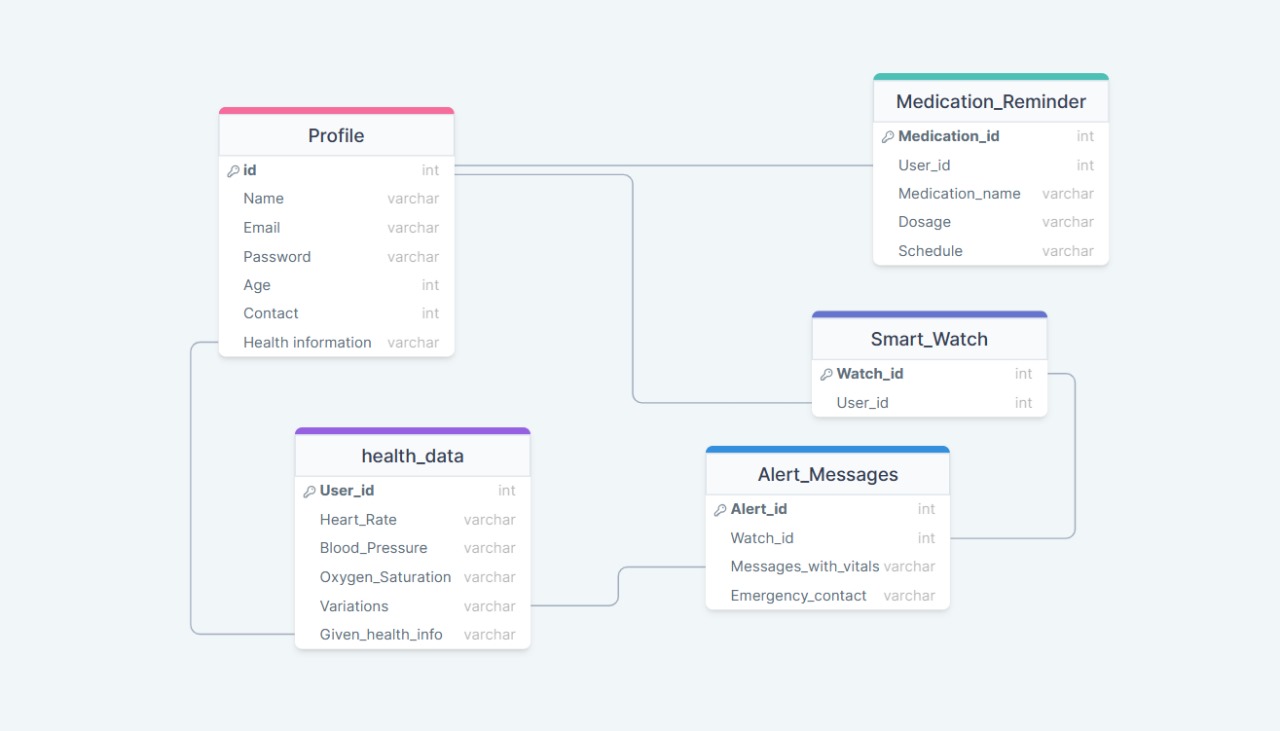 Profile
id int
Name varchar
Email varchar
Password varchar
Age int
Contact int
Health information varchar
Medication_Reminder
Medication_id int
User_id int
Medication_name varchar
Dosage varchar
Schedule varchar
Smart_Watch
Watch_id int
User_id int
health_data
User_id int
Heart_Rate varchar
Blood_Pressure varchar
Oxygen_Saturation varchar
Variations varchar
Given_health_info varchar
Alert_Messages
Alert_id int
Watch_id int
Messages_with_vitals varchar
Emergency_contact varchar